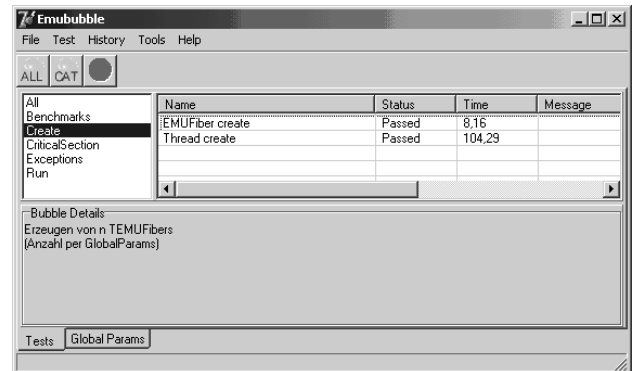 Emububble
File Test History Tools Help
ALL CAT
All
Benchmarks
Create
CriticalSection
Exceptions
Run
Name Status Time Message
EMUFiber create Passed 8,16
Thread create Passed 104,29
Bubble Details
Erzeugen von n TEMUFibers
(Anzahl per GlobalParams)
Tests Global Params